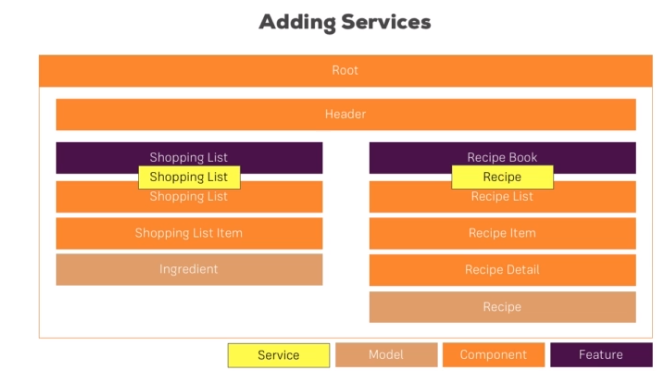 Adding Services
Root
Header
Shopping List
Shopping List
Shopping List
Shopping List Item
Ingredient
Recipe Book
Recipe
Recipe List
Recipe Item
Recipe Detail
Recipe
Service
Model
Component
Feature